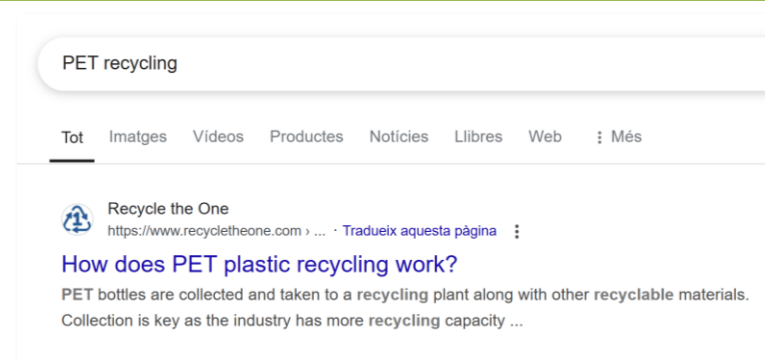 PET recycling
Tot Imatges Vídeos Productes Notícies Llibres Web Més
Recycle the One
https://www.recycletheone.com › ... · Tradueix aquesta pàgina
How does PET plastic recycling work?
PET bottles are collected and taken to a recycling plant along with other recyclable materials.
Collection is key as the industry has more recycling capacity ...